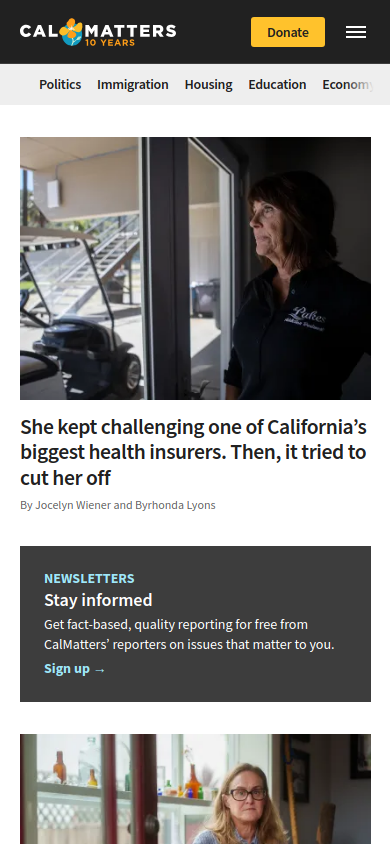 CALMATTERS
10 YEARS
Donate
Politics Immigration Housing Education Economy
Lakes
She kept challenging one of California’s
biggest health insurers. Then, it tried to
cut her off
By Jocelyn Wiener and Byrhonda Lyons
NEWSLETTERS
Stay informed
Get fact-based, quality reporting for free from
CalMatters’ reporters on issues that matter to you.
Sign up →